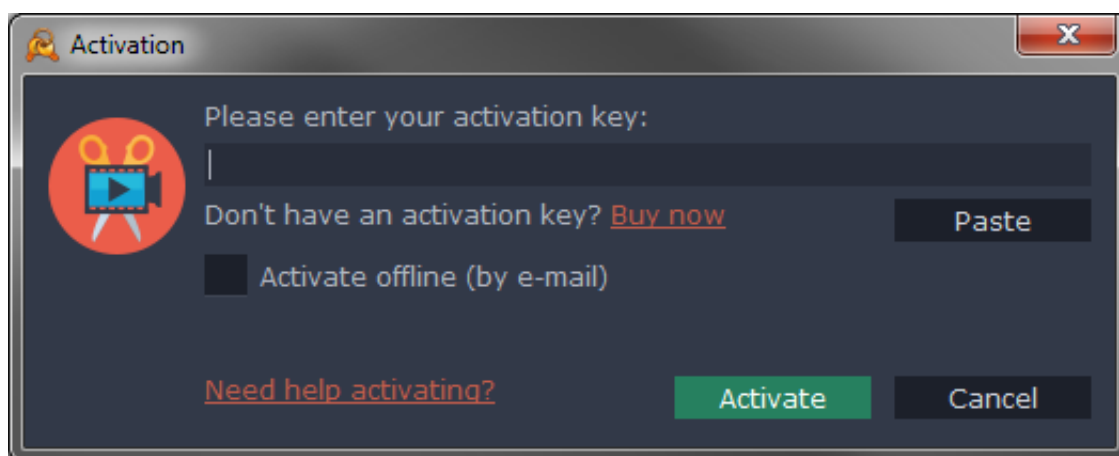 Activation
Please enter your activation key:
Don't have an activation key? Buy now
Paste
Activate offline (by e-mail)
Need help activating?
Activate
Cancel